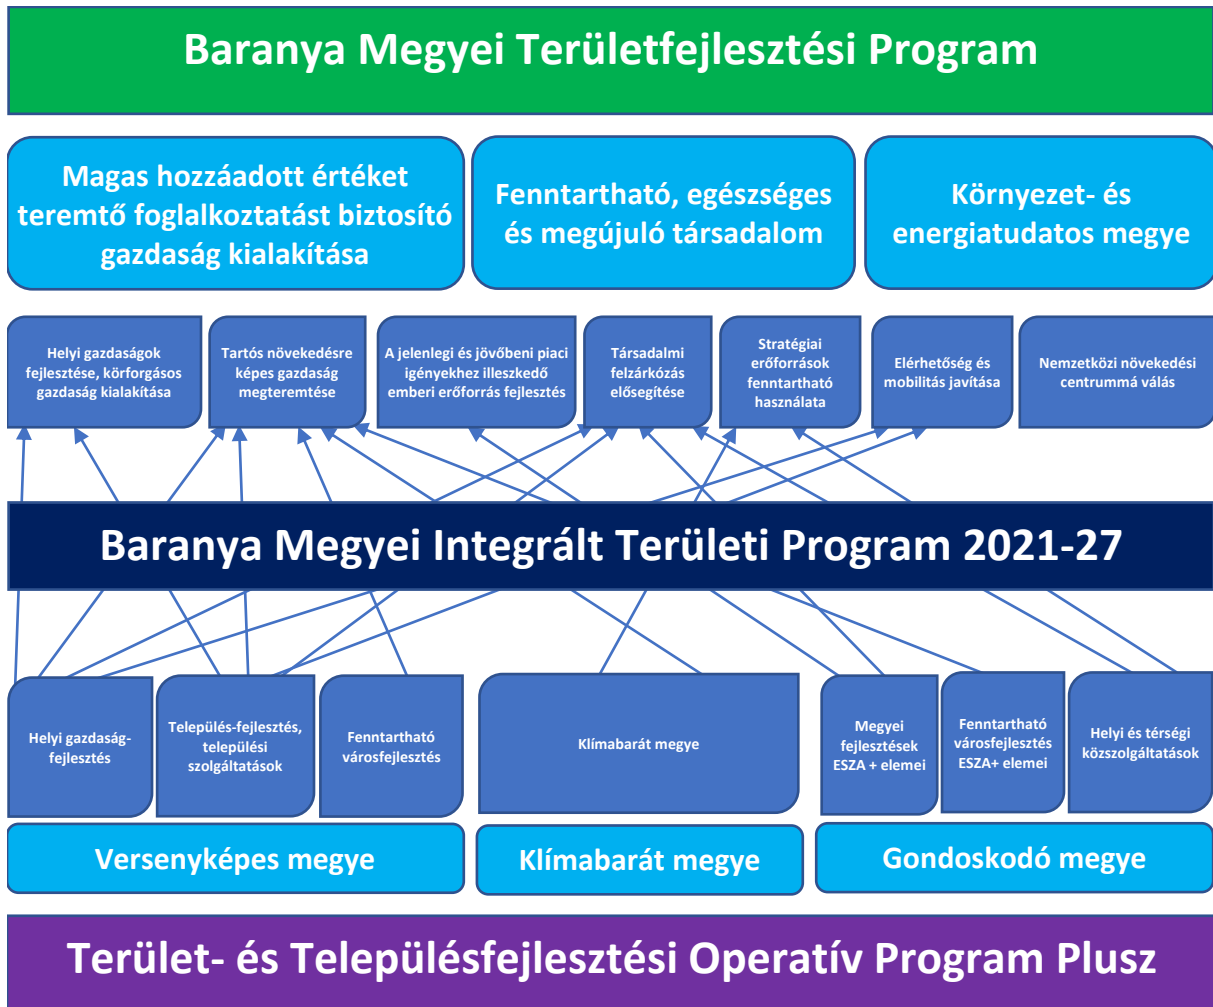 Baranya Megyei Területfejlesztési Program
Magas hozzáadott értéket
teremtő foglalkoztatást biztosító
gazdaság kialakítása
Fenntartható, egészséges
és megújuló társadalom
Környezet- és
energiatudatos megye
Helyi gazdaságok
fejlesztése, körforgásos
gazdaság kialakítása
Tartós növekedésre
képes gazdaság
megteremtése
A jelenlegi és jövőbeni piaci
igényekhez illeszkedő
emberi erőforrás fejlesztés
Társadalmi
felzárkózás
elősegítése
Stratégiai
erőforrások
fenntartható
használata
Elérhetőség és
mobilitás javítása
Nemzetközi növekedési
centrummá válás
Baranya Megyei Integrált Területi Program 2021-27
Helyi gazdaság-
fejlesztés
Település-fejlesztés,
települési
szolgáltatások
Fenntartható
városfejlesztés
Klímabarát megye
Megyei
fejlesztések
ESZA + elemei
Fenntartható
városfejlesztés
ESZA+ elemei
Helyi és térségi
közszolgáltatások
Versenyképes megye
Klímabarát megye
Gondoskodó megye
Terület- és Településfejlesztési Operatív Program Plusz